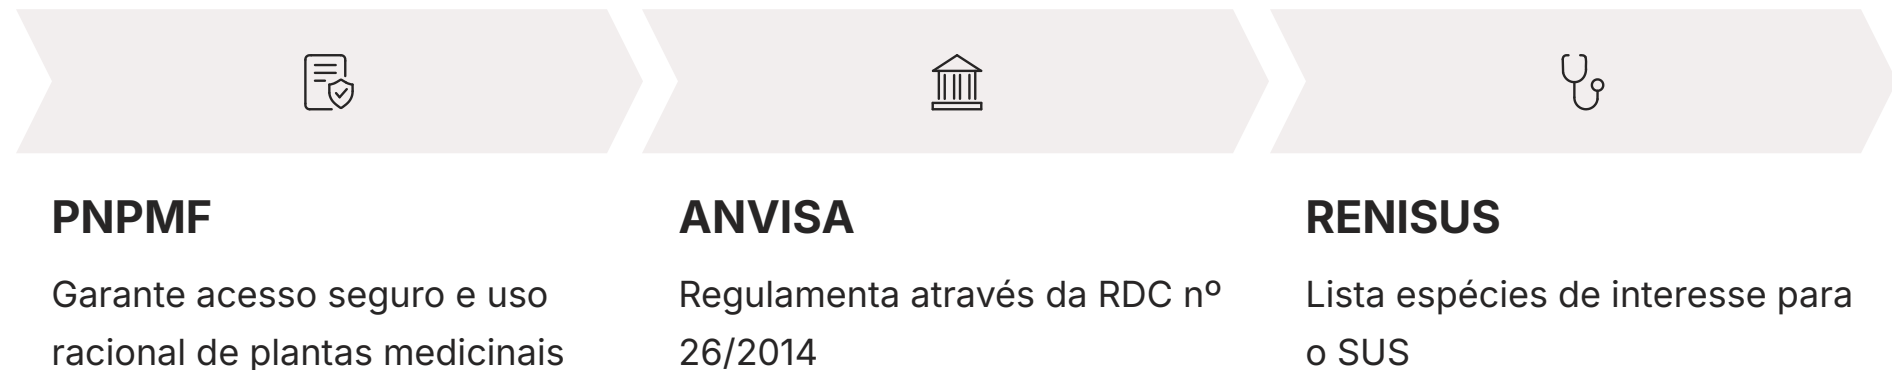 PNPMF
Garante acesso seguro e uso
racional de plantas medicinais
ANVISA
Regulamenta através da RDC nº
26/2014
RENISUS
Lista espécies de interesse para
o SUS